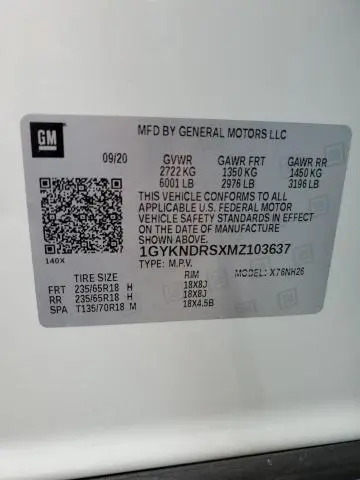 GM
MFD BY GENERAL MOTORS LLC
09/20 GVWR GAWR FRT GAWR RR
2722 KG 1350 KG 1450 KG
6001 LB 2976 LB 3196 LB
THIS VEHICLE CONFORMS TO ALL
APPLICABLE U.S. FEDERAL MOTOR
VEHICLE SAFETY STANDARDS IN EFFECT
ON THE DATE OF MANUFACTURE
SHOWN ABOVE.
140X 1GYKNDRSXMZ103637
TYPE: M.P.V. MODEL: X76NH26
TIRE SIZE RIM
FRT 235/65R18 H 18X8J
RR 235/65R18 H 18X8J
SPA T135/70R18 M 18X4.5B